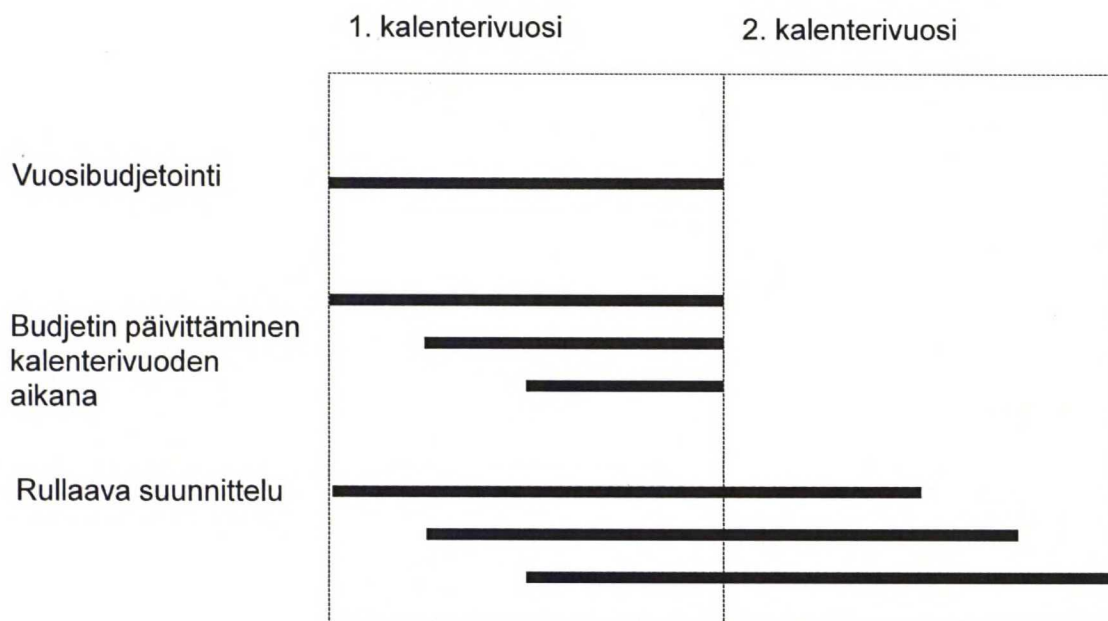 1. kalenterivuosi
2. kalenterivuosi
Vuosibudjetointi
Budjetin päivittäminen
kalenterivuoden
aikana
Rullaava suunnittelu